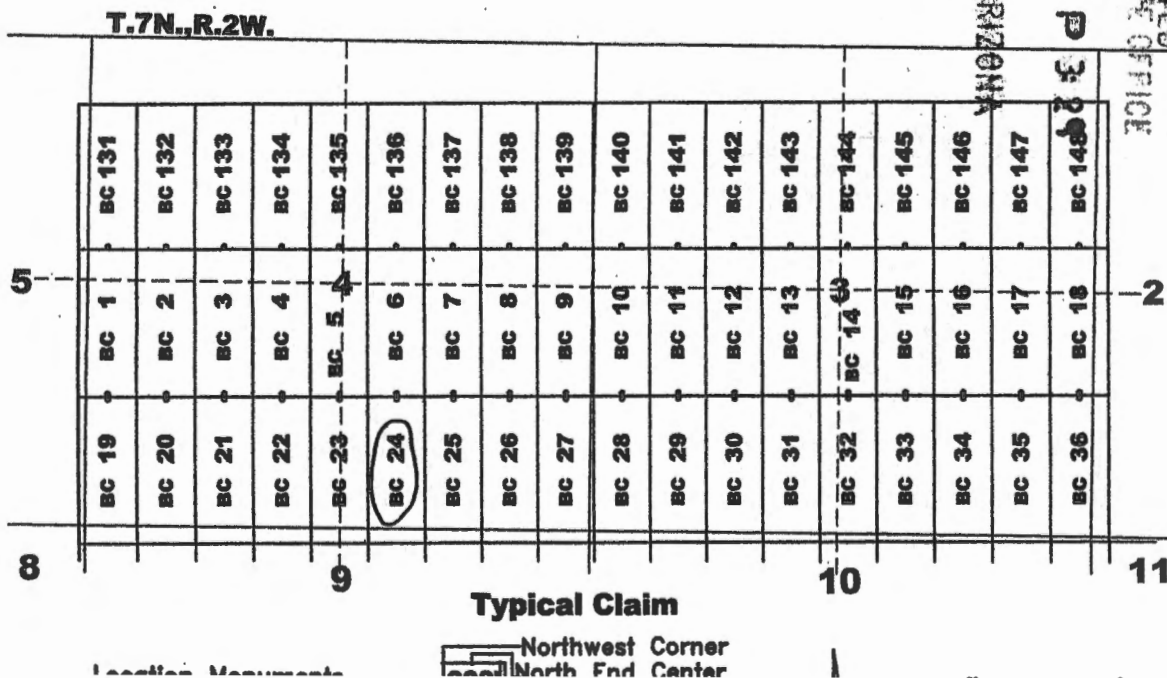 T.7N.,R.2W.
OFFICE
BC 131 BC 132 BC 133 BC 134 BC 135 BC 136 BC 137 BC 138 BC 139 BC 140 BC 141 BC 142 BC 143 BC 144 BC 145 BC 146 BC 147 BC 148
5 4 2
BC 1 BC 2 BC 3 BC 4 BC 5 BC 6 BC 7 BC 8 BC 9 BC 10 BC 11 BC 12 BC 13 BC 14 BC 15 BC 16 BC 17 BC 18
BC 19 BC 20 BC 21 BC 22 BC 23 BC 24 BC 25 BC 26 BC 27 BC 28 BC 29 BC 30 BC 31 BC 32 BC 33 BC 34 BC 35 BC 36
8 9 10 11
Typical Claim
Northwest Corner
North End Center
Location Monuments